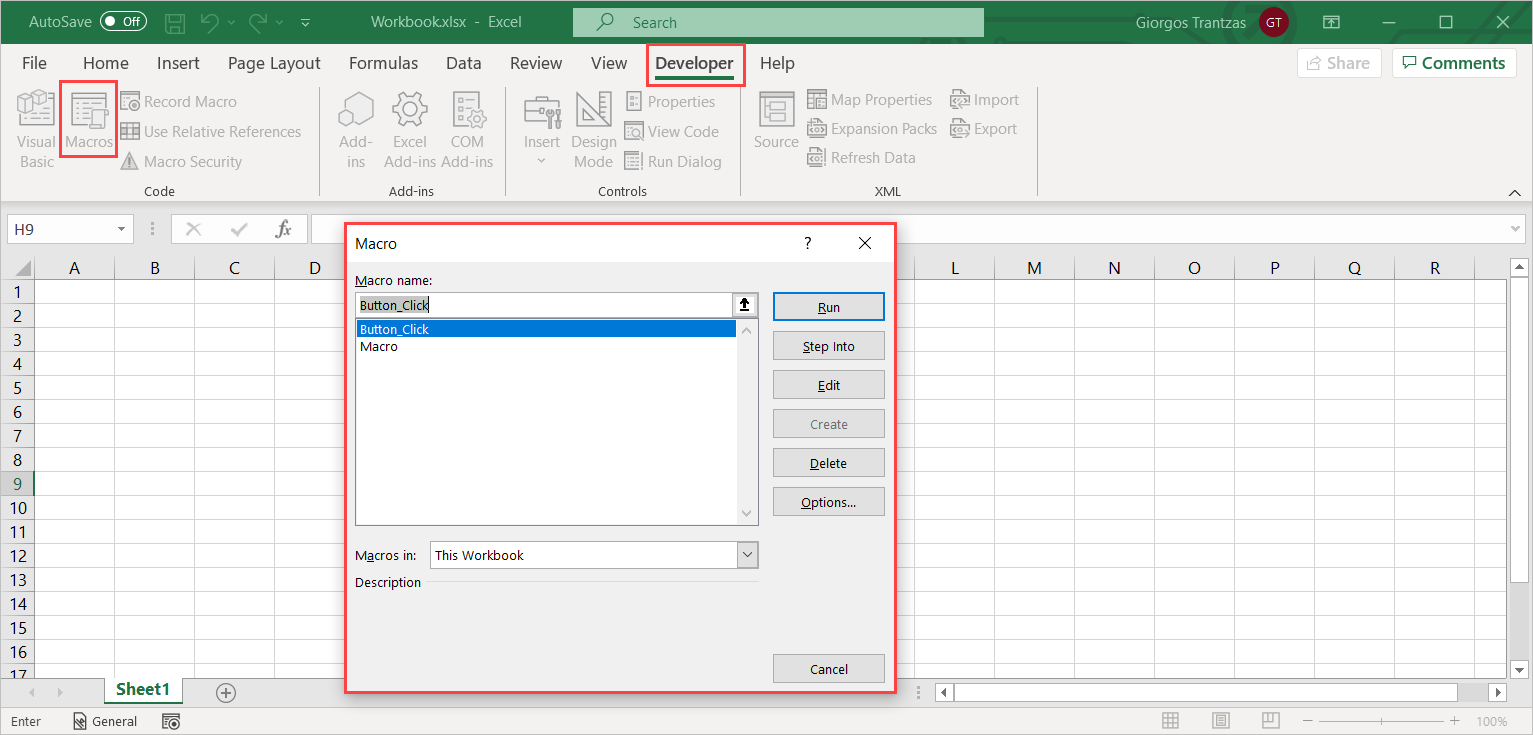 AutoSave Off Workbook.xlsx - Excel Search Giorgos Trantzas GT
File Home Insert Page Layout Formulas Data Review View Developer Help Share Comments
Visual Basic
Macros
Record Macro
Use Relative References
Macro Security
Code
Add-ins
Excel Add-ins
COM Add-ins
Add-ins
Insert
Design Mode
Properties
View Code
Run Dialog
Controls
Source
Map Properties
Expansion Packs
Refresh Data
Import
Export
XML
H9 fx
A B C D L M N O P Q R
1
2
3
4
5
6
7
8
9
10
11
12
13
14
15
16
17
Macro ?
Macro name:
Button_Click
Button_Click
Macro
Run
Step Into
Edit
Create
Delete
Options...
Macros in: This Workbook
Description
Cancel
Sheet1
Enter General 100%